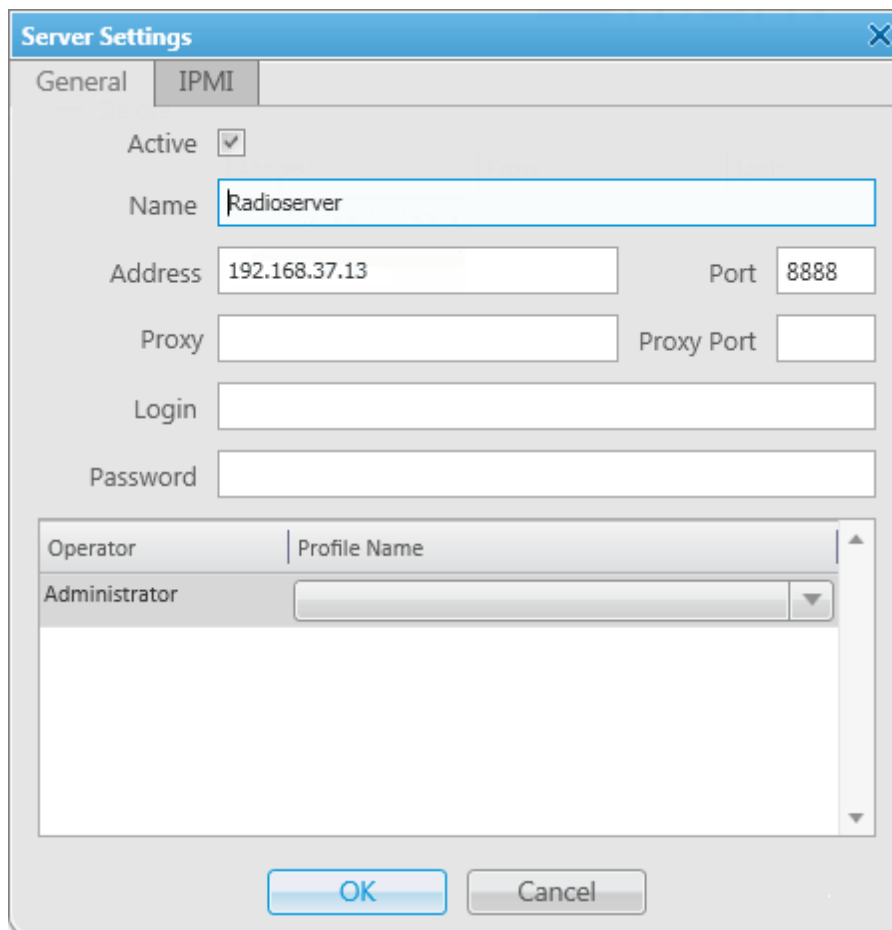 Server Settings
General IPMI
Active
Name Radioserver
Address 192.168.37.13 Port 8888
Proxy Proxy Port
Login
Password
Operator Profile Name
Administrator
OK Cancel